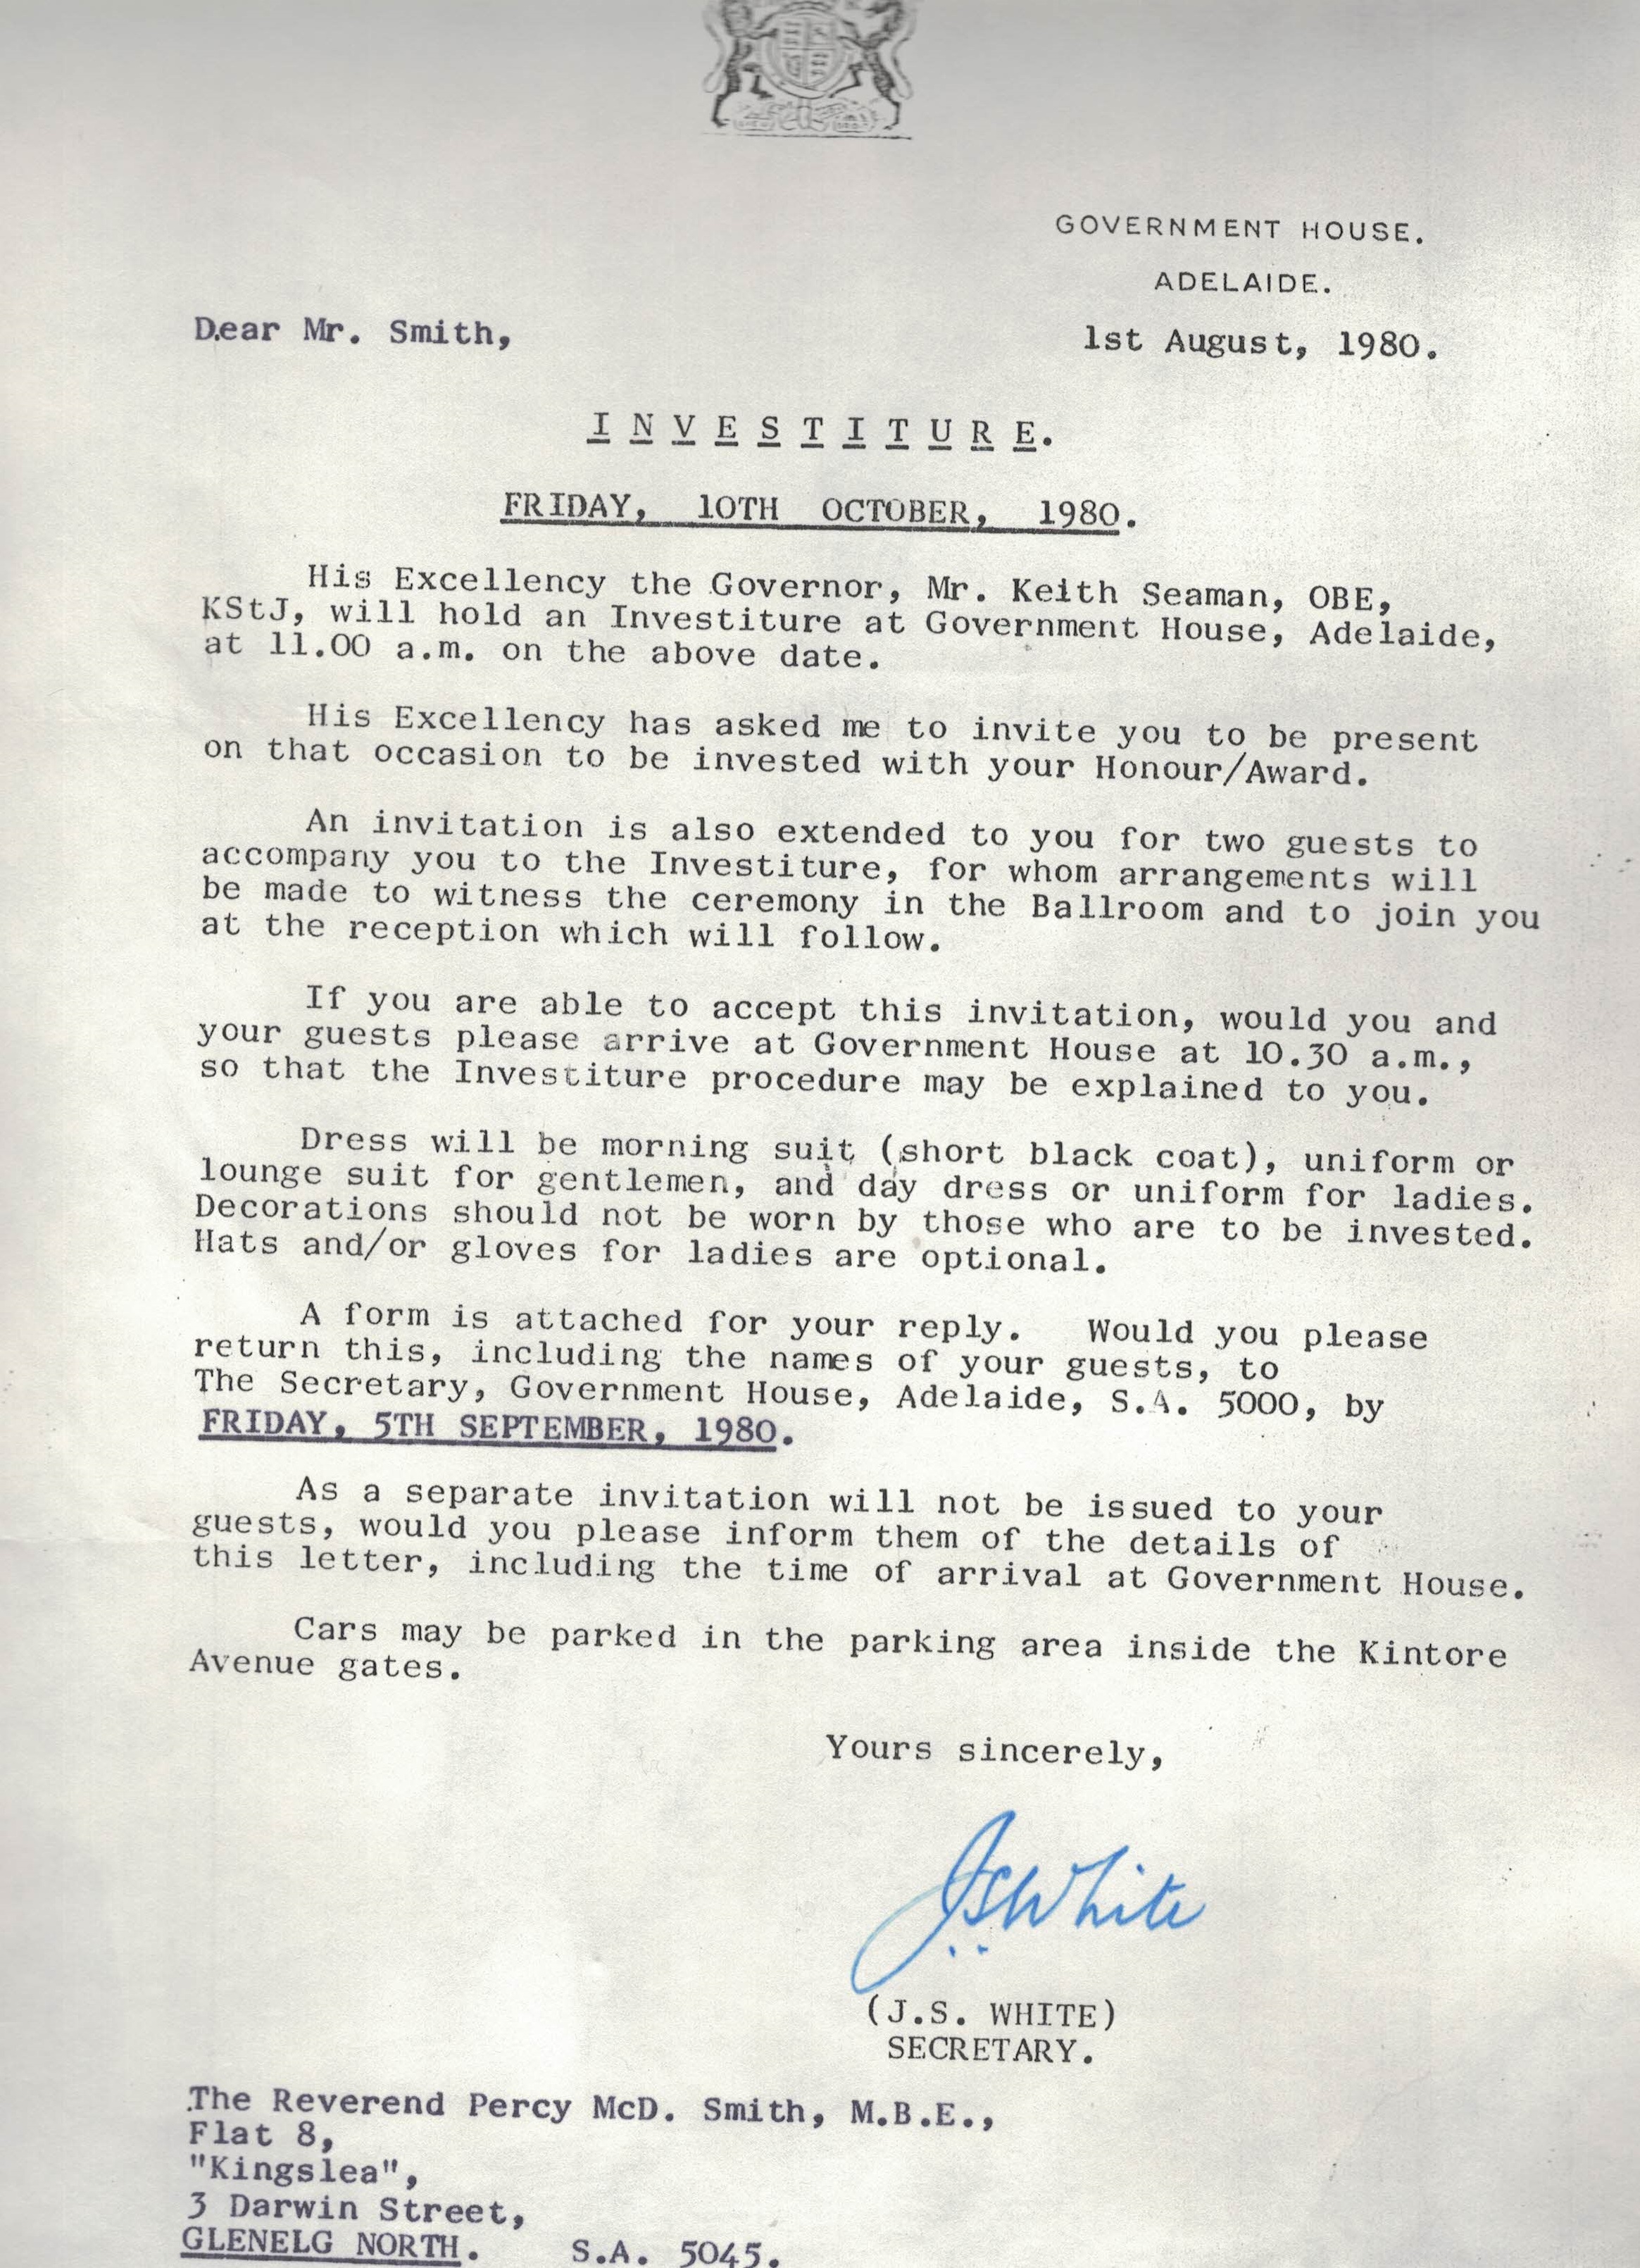 GOVERNMENT HOUSE.
ADELAIDE.
Dear Mr. Smith,
1st August, 1980.
I N V E S T I T U R E.
FRIDAY, 10TH OCTOBER, 1980.
His Excellency the Governor, Mr. Keith Seaman, OBE,
KStJ, will hold an Investiture at Government House, Adelaide,
at 11.00 a.m. on the above date.
His Excellency has asked me to invite you to be present
on that occasion to be invested with your Honour/Award.
An invitation is also extended to you for two guests to
accompany you to the Investiture, for whom arrangements will
be made to witness the ceremony in the Ballroom and to join you
at the reception which will follow.
If you are able to accept this invitation, would you and
your guests please arrive at Government House at 10.30 a.m.,
so that the Investiture procedure may be explained to you.
Dress will be morning suit (short black coat), uniform or
lounge suit for gentlemen, and day dress or uniform for ladies.
Decorations should not be worn by those who are to be invested.
Hats and/or gloves for ladies are optional.
A form is attached for your reply. Would you please
return this, including the names of your guests, to
The Secretary, Government House, Adelaide, S.A. 5000, by
FRIDAY, 5TH SEPTEMBER, 1980.
As a separate invitation will not be issued to your
guests, would you please inform them of the details of
this letter, including the time of arrival at Government House.
Cars may be parked in the parking area inside the Kintore
Avenue gates.
Yours sincerely,
JSWhite
(J.S. WHITE)
SECRETARY.
The Reverend Percy McD. Smith, M.B.E.,
Flat 8,
"Kingslea",
3 Darwin Street,
GLENELG NORTH. S.A. 5045.